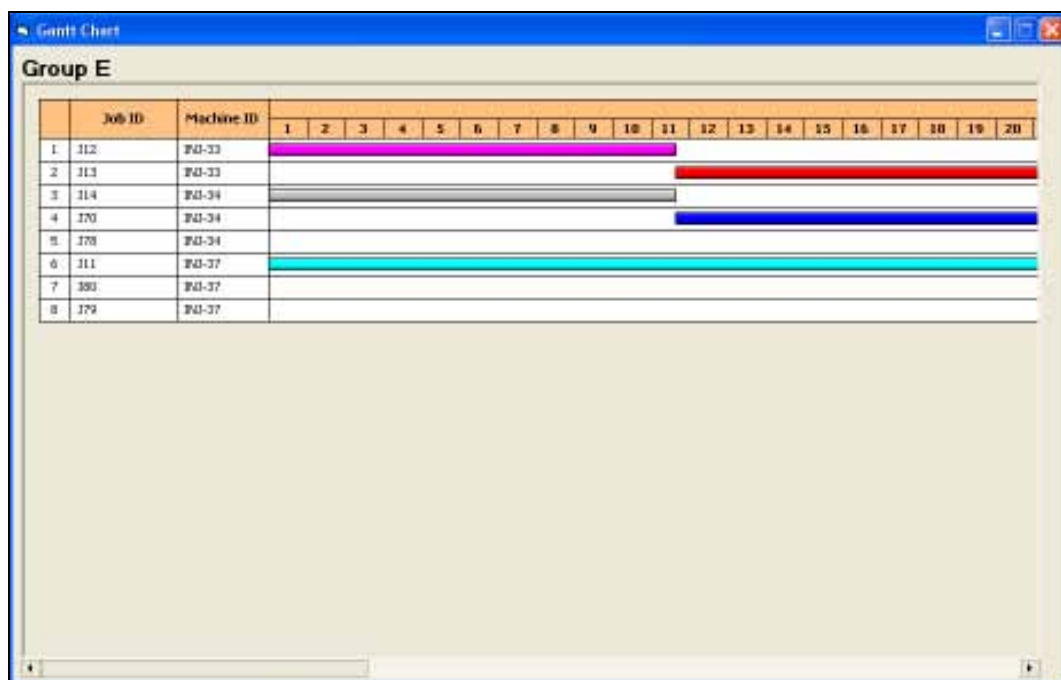 Gantt Chart
Group E
Job ID Machine ID
1 2 3 4 5 6 7 8 9 10 11 12 13 14 15 16 17 18 19 20
1 J12 INJ-33
2 J13 INJ-33
3 J14 INJ-34
4 J70 INJ-34
5 J78 INJ-34
6 J11 INJ-37
7 J80 INJ-37
8 J79 INJ-37